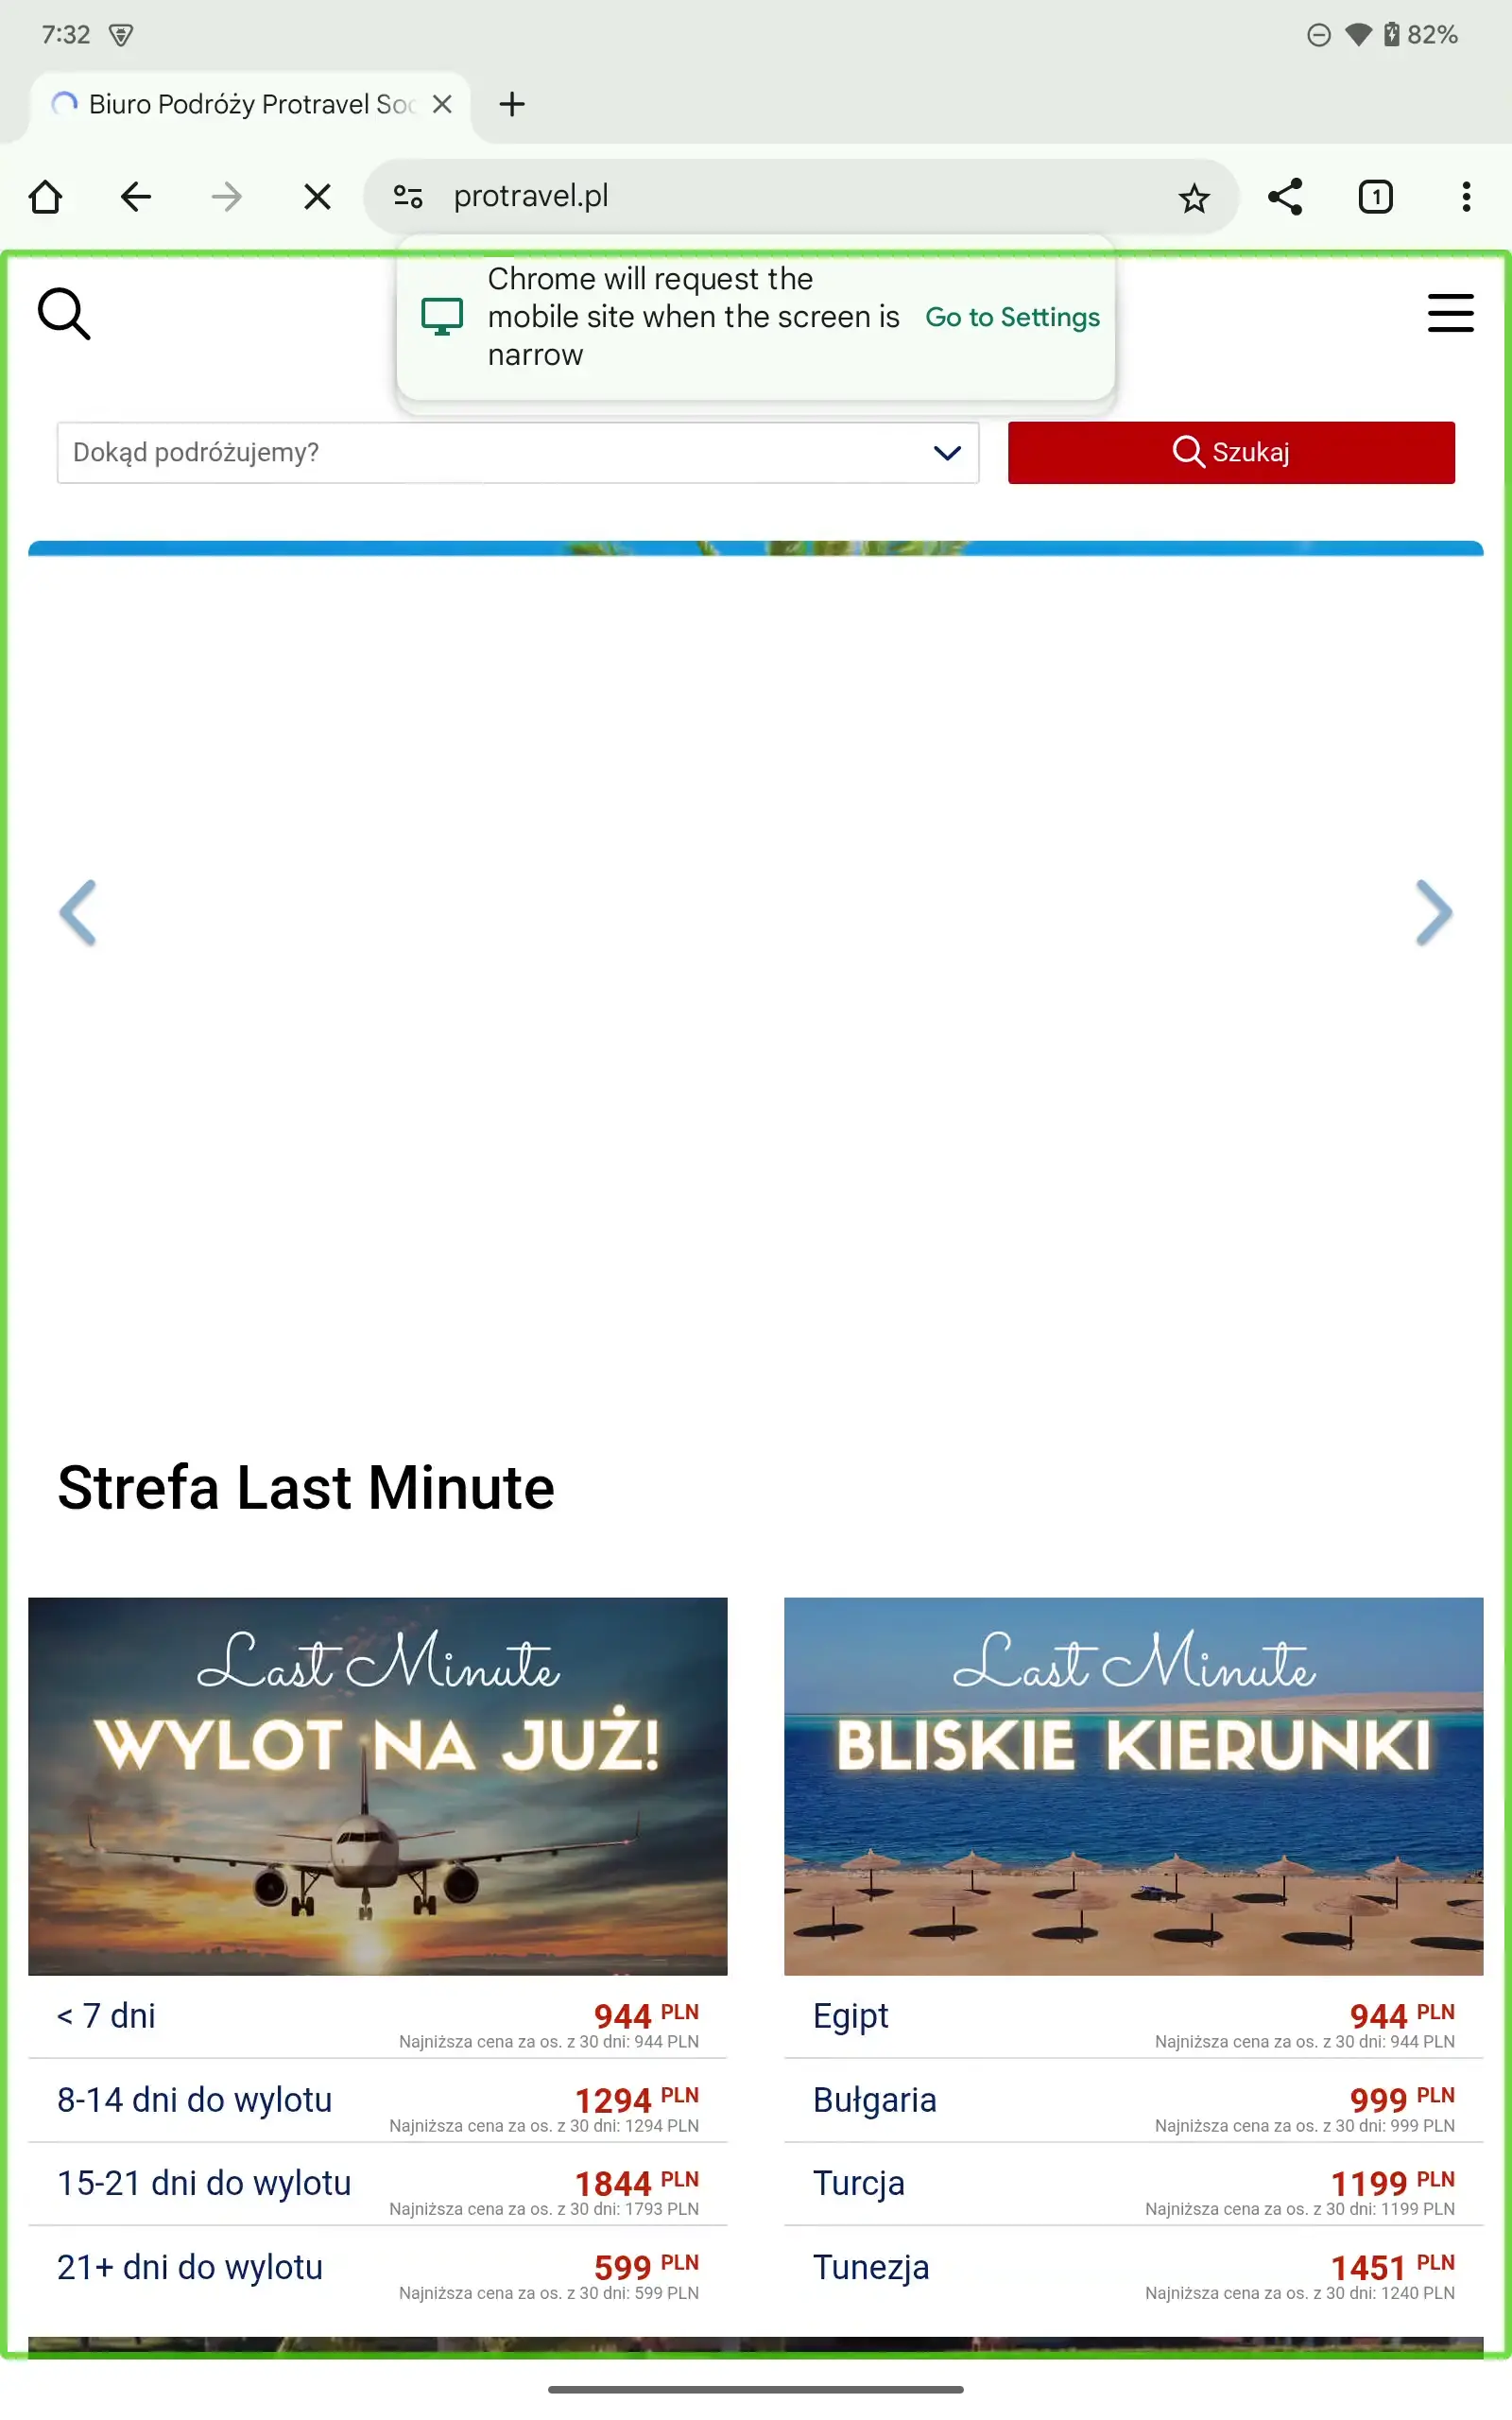 7:32
82%
Biuro Podróży Protravel Soc
protravel.pl
1
Chrome will request the
mobile site when the screen is
narrow
Go to Settings
Dokąd podróżujemy?
Szukaj
Strefa Last Minute
Last Minute
WYLOT NA JUŻ!
< 7 dni
944 PLN
Najniższa cena za os. z 30 dni: 944 PLN
8-14 dni do wylotu
1294 PLN
Najniższa cena za os. z 30 dni: 1294 PLN
15-21 dni do wylotu
1844 PLN
Najniższa cena za os. z 30 dni: 1793 PLN
21+ dni do wylotu
599 PLN
Najniższa cena za os. z 30 dni: 599 PLN
Last Minute
BLISKIE KIERUNKI
Egipt
944 PLN
Najniższa cena za os. z 30 dni: 944 PLN
Bułgaria
999 PLN
Najniższa cena za os. z 30 dni: 999 PLN
Turcja
1199 PLN
Najniższa cena za os. z 30 dni: 1199 PLN
Tunezja
1451 PLN
Najniższa cena za os. z 30 dni: 1240 PLN